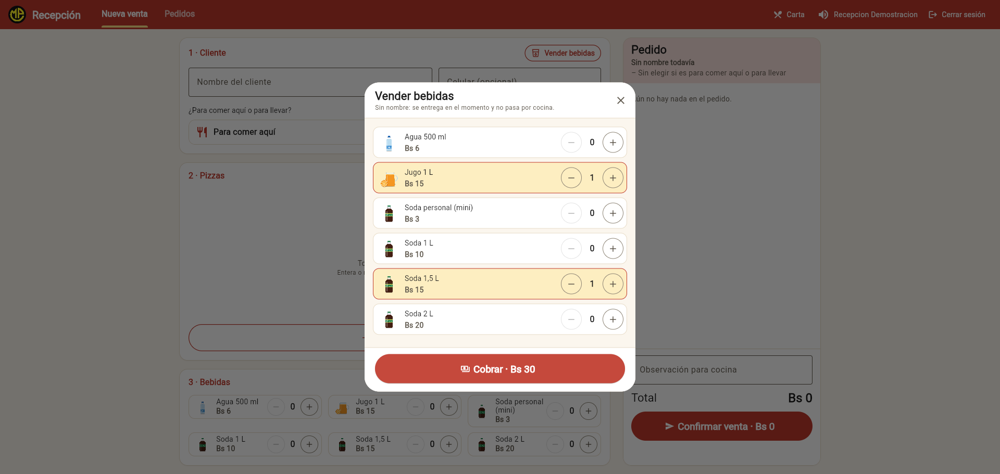 MP
Recepción
Nueva venta
Pedidos
Carta
Recepcion Demostracion
Cerrar sesión
1 · Cliente
Vender bebidas
Nombre del cliente
Celular (opcional)
¿Para comer aquí o para llevar?
Para comer aquí
2 · Pizzas
Entera o
3 · Bebidas
Agua 500 ml
Bs 6
0
Jugo 1 L
Bs 15
0
Soda personal
(mini)
Bs 3
0
Soda 1 L
Bs 10
0
Soda 1,5 L
Bs 15
0
Soda 2 L
Bs 20
0
Pedido
Sin nombre todavía
– Sin elegir si es para comer aquí o para llevar
ún no hay nada en el pedido.
Observación para cocina
Total
Bs 0
Confirmar venta · Bs 0
Vender bebidas
Sin nombre: se entrega en el momento y no pasa por cocina.
Agua 500 ml
Bs 6
0
Jugo 1 L
Bs 15
1
Soda personal (mini)
Bs 3
0
Soda 1 L
Bs 10
0
Soda 1,5 L
Bs 15
1
Soda 2 L
Bs 20
0
Cobrar · Bs 30